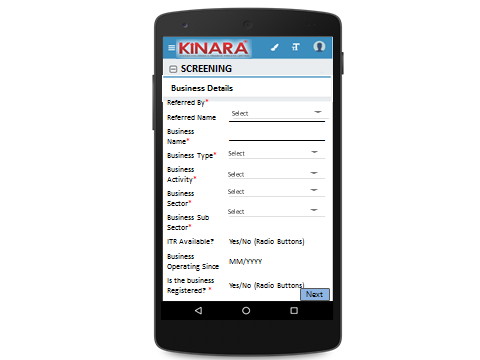 KINARA
SCREENING
Business Details
Referred By*
Select
Referred Name
Business
Name*
Business Type*
Select
Business
Activity*
Select
Business
Sector*
Select
Business Sub
Sector*
Select
ITR Available?
Yes/No (Radio Buttons)
Business
Operating Since
MM/YYYY
Is the business
Registered? *
Yes/No (Radio Buttons)
Next